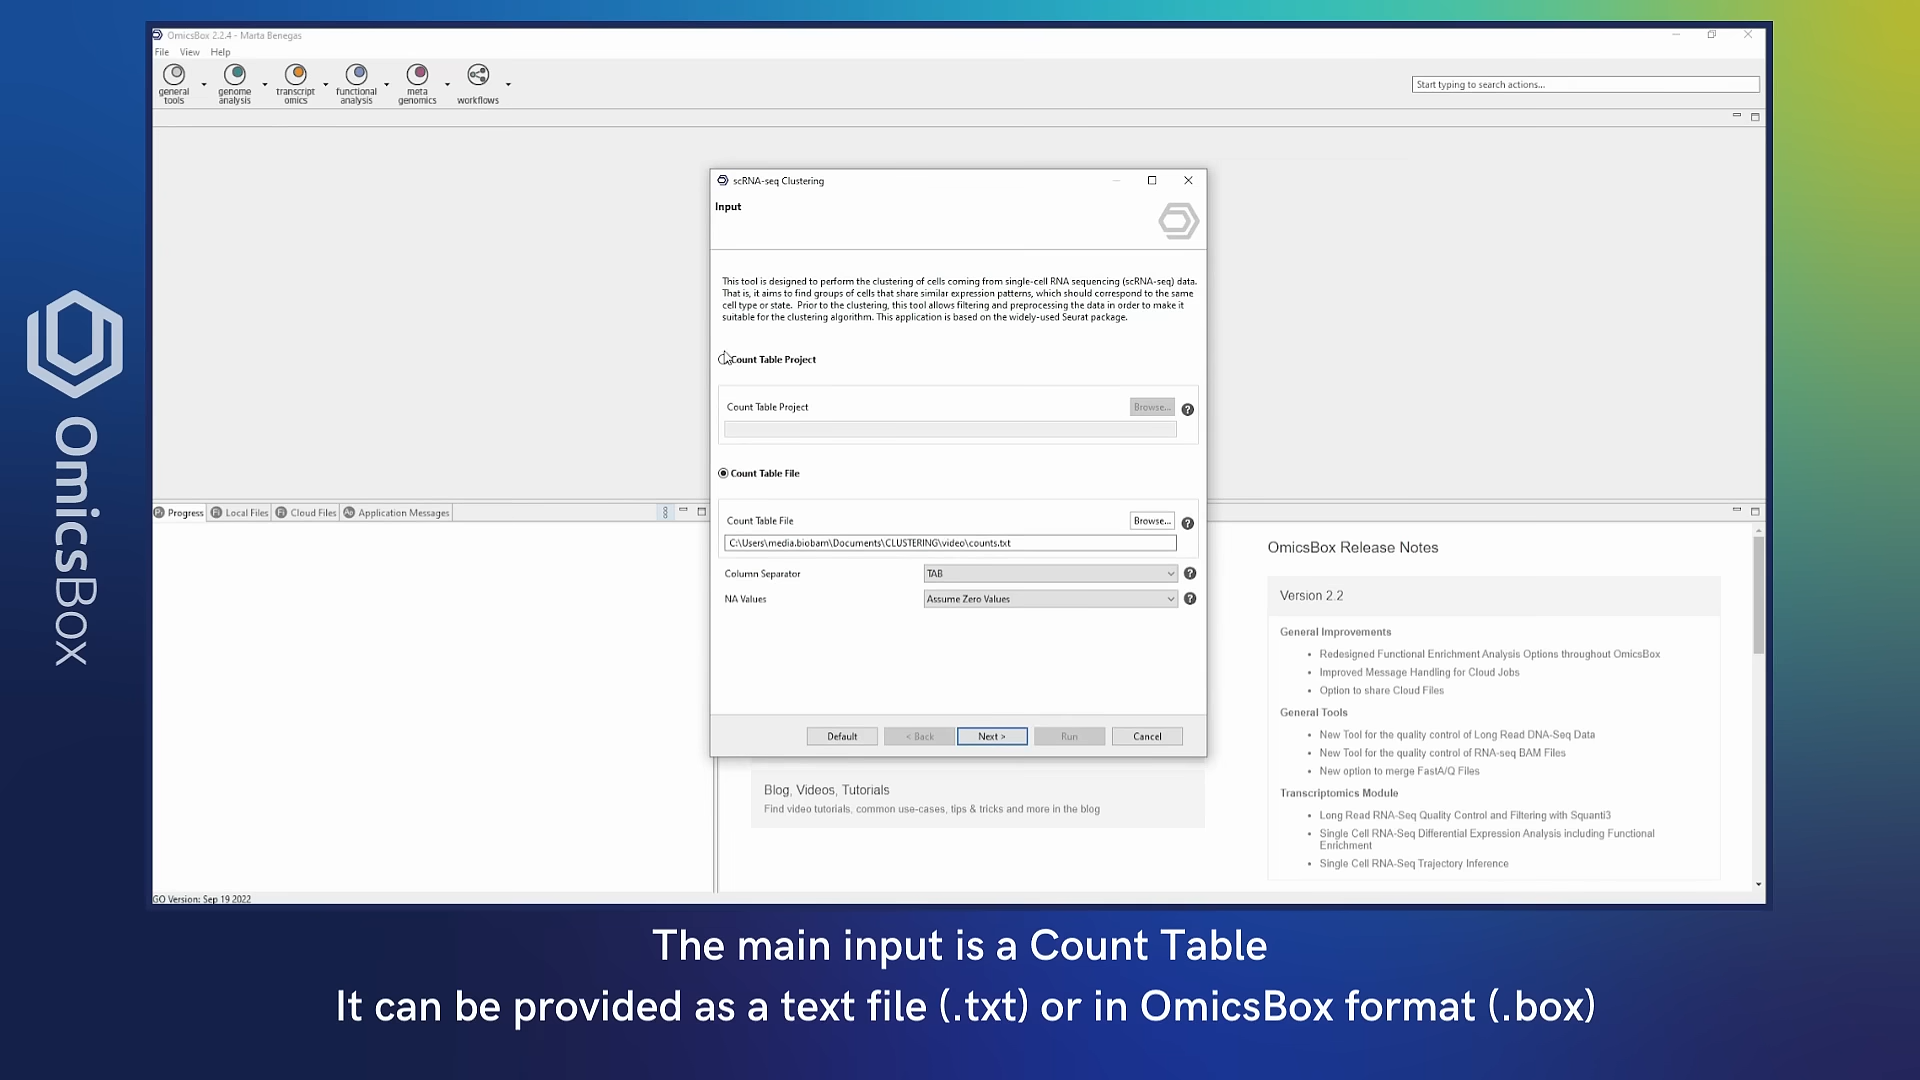 OmicsBox 2.2.4 - Marta Benegas
File View Help
general tools
genome analysis
transcript omics
functional analysis
meta genomics
workflows
Start typing to search actions...
scRNA-seq Clustering
Input
This tool is designed to perform the clustering of cells coming from single-cell RNA sequencing (scRNA-seq) data.
That is, it aims to find groups of cells that share similar expression patterns, which should correspond to the same
cell type or state. Prior to the clustering, this tool allows filtering and preprocessing the data in order to make it
suitable for the clustering algorithm. This application is based on the widely-used Seurat package.
Count Table Project
Count Table Project Browse... ?
Count Table File
Count Table File Browse... ?
C:\Users\media.biobam\Documents\CLUSTERING\video\counts.txt
Column Separator TAB ?
NA Values Assume Zero Values ?
Default < Back Next > Run Cancel
Progress Local Files Cloud Files Application Messages
Blog, Videos, Tutorials
Find video tutorials, common use-cases, tips & tricks and more in the blog
OmicsBox Release Notes
Version 2.2
General Improvements
Redesigned Functional Enrichment Analysis Options throughout OmicsBox
Improved Message Handling for Cloud Jobs
Option to share Cloud Files
General Tools
New Tool for the quality control of Long Read DNA-Seq Data
New Tool for the quality control of RNA-seq BAM Files
New option to merge FastA/Q Files
Transcriptomics Module
Long Read RNA-Seq Quality Control and Filtering with Squanti3
Single Cell RNA-Seq Differential Expression Analysis including Functional
Enrichment
Single Cell RNA-Seq Trajectory Inference
GO Version: Sep 19 2022
OmicsBox
The main input is a Count Table
It can be provided as a text file (.txt) or in OmicsBox format (.box)